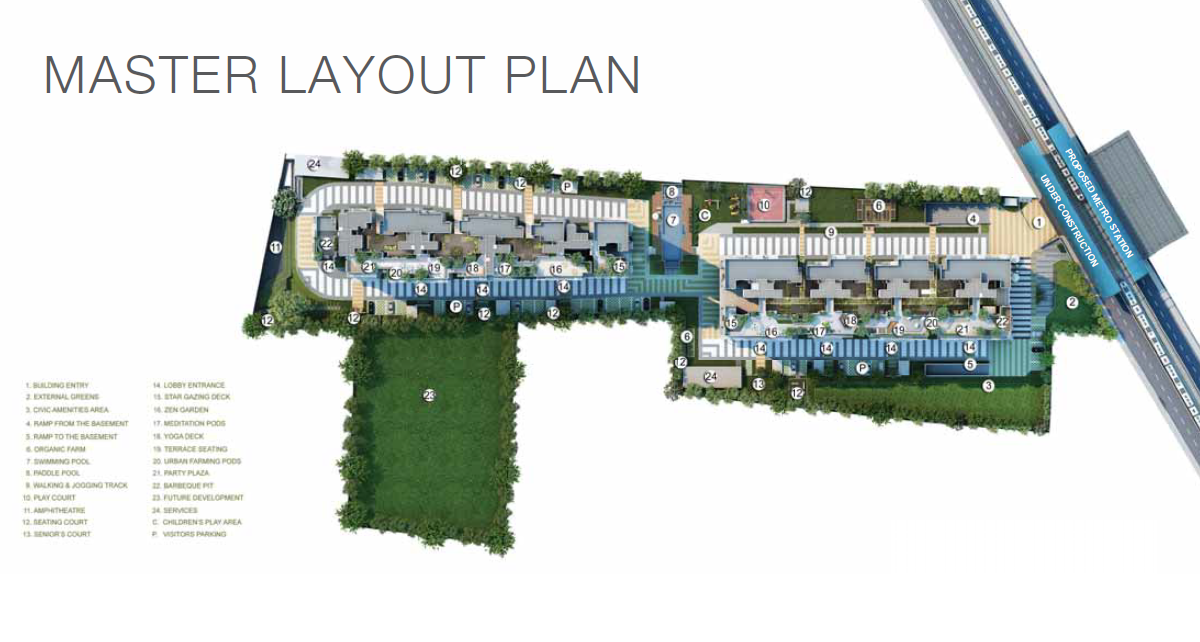 MASTER LAYOUT PLAN
PROPOSED METRO STATION
UNDER CONSTRUCTION
24
12
12
P
8
7
C
10
12
6
4
1
9
11
22
14
21
20
19
18
17
16
15
14
14
14
P
12
12
12
12
2
15
16
17
18
19
20
21
22
6
14
14
14
14
12
24
13
12
P
5
3
23
1. BUILDING ENTRY
2. EXTERNAL GREENS
3. CIVIC AMENITIES AREA
4. RAMP FROM THE BASEMENT
5. RAMP TO THE BASEMENT
6. ORGANIC FARM
7. SWIMMING POOL
8. PADDLE POOL
9. WALKING & JOGGING TRACK
10. PLAY COURT
11. AMPHITHEATRE
12. SEATING COURT
13. SENIOR'S COURT
14. LOBBY ENTRANCE
15. STAR GAZING DECK
16. ZEN GARDEN
17. MEDITATION PODS
18. YOGA DECK
19. TERRACE SEATING
20. URBAN FARMING PODS
21. PARTY PLAZA
22. BARBEQUE PIT
23. FUTURE DEVELOPMENT
24. SERVICES
C. CHILDREN'S PLAY AREA
P. VISITORS PARKING